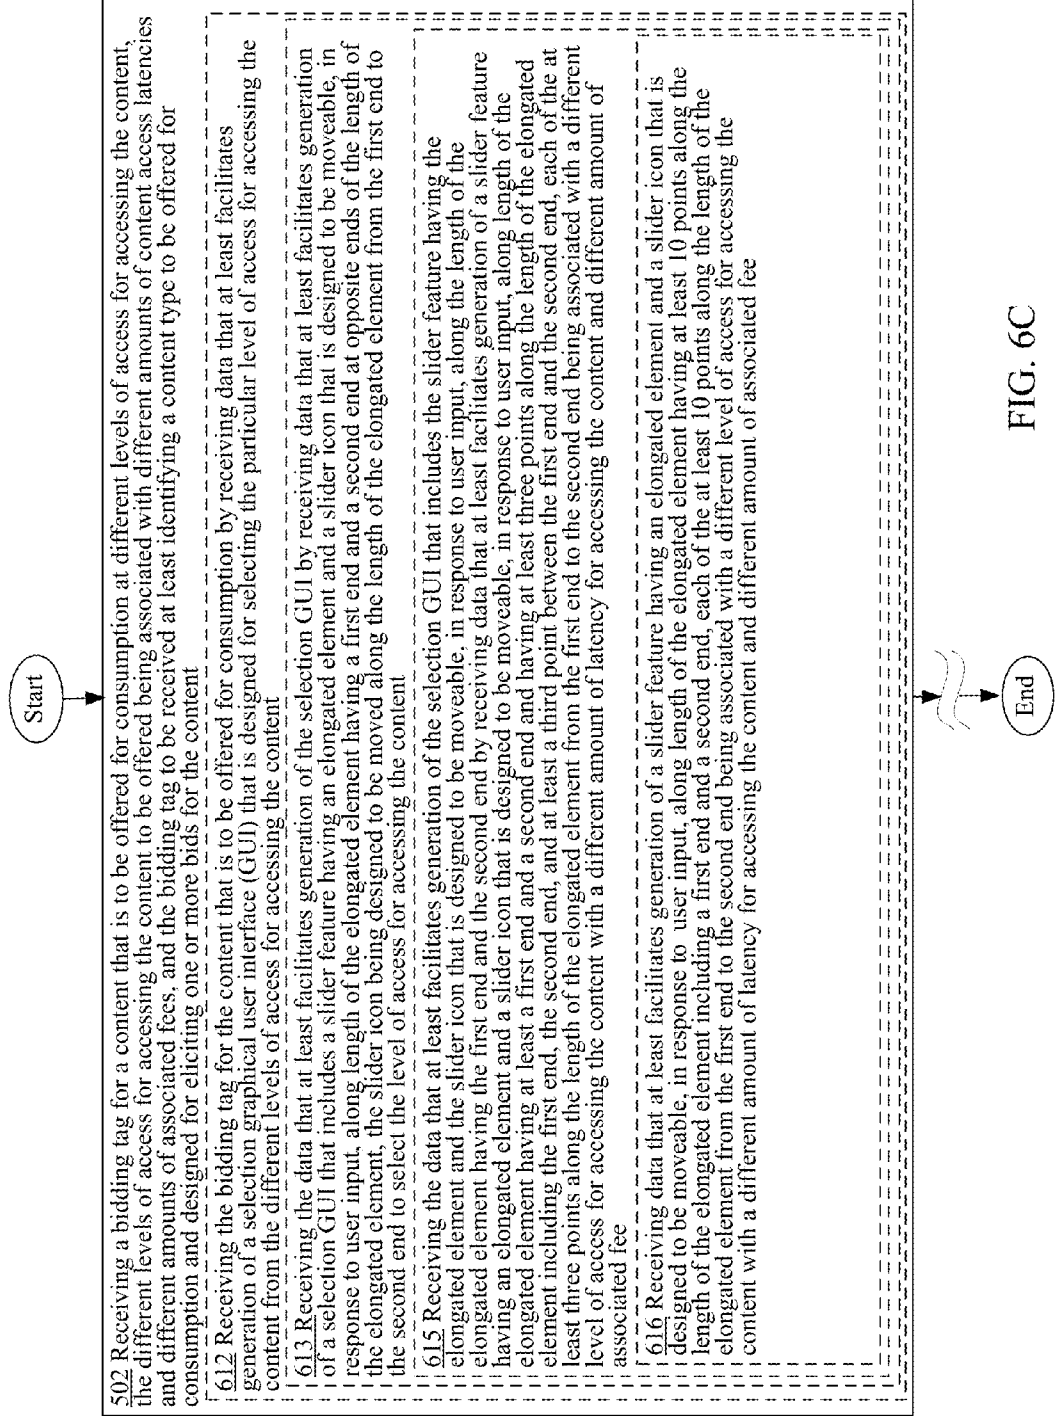 Start
502 Receiving a bidding tag for a content that is to be offered for consumption at different levels of access for accessing the content,
the different levels of access for accessing the content to be offered being associated with different amounts of content access latencies
and different amounts of associated fees, and the bidding tag to be received at least identifying a content type to be offered for
consumption and designed for eliciting one or more bids for the content
612 Receiving the bidding tag for the content that is to be offered for consumption by receiving data that at least facilitates
generation of a selection graphical user interface (GUI) that is designed for selecting the particular level of access for accessing the
content from the different levels of access for accessing the content
613 Receiving the data that at least facilitates generation of the selection GUI by receiving data that at least facilitates generation
of a selection GUI that includes a slider feature having an elongated element and a slider icon that is designed to be moveable, in
response to user input, along length of the elongated element having a first end and a second end at opposite ends of the length of
the elongated element, the slider icon being designed to be moved along the length of the elongated element from the first end to
the second end to select the level of access for accessing the content
615 Receiving the data that at least facilitates generation of the selection GUI that includes the slider feature having the
elongated element and the slider icon that is designed to be moveable, in response to user input, along the length of the
elongated element having the first end and the second end by receiving data that at least facilitates generation of a slider feature
having an elongated element and a slider icon that is designed to be moveable, in response to user input, along length of the
elongated element having at least a first end and a second end and having at least three points along the length of the elongated
element including the first end, the second end, and at least a third point between the first end and the second end, each of the at
least three points along the length of the elongated element from the first end to the second end being associated with a different
level of access for accessing the content with a different amount of latency for accessing the content and different amount of
associated fee
616 Receiving data that at least facilitates generation of a slider feature having an elongated element and a slider icon that is
designed to be moveable, in response to user input, along length of the elongated element having at least 10 points along the
length of the elongated element including a first end and a second end, each of the at least 10 points along the length of the
elongated element from the first end to the second end being associated with a different level of access for accessing the
content with a different amount of latency for accessing the content and different amount of associated fee
End
FIG. 6C